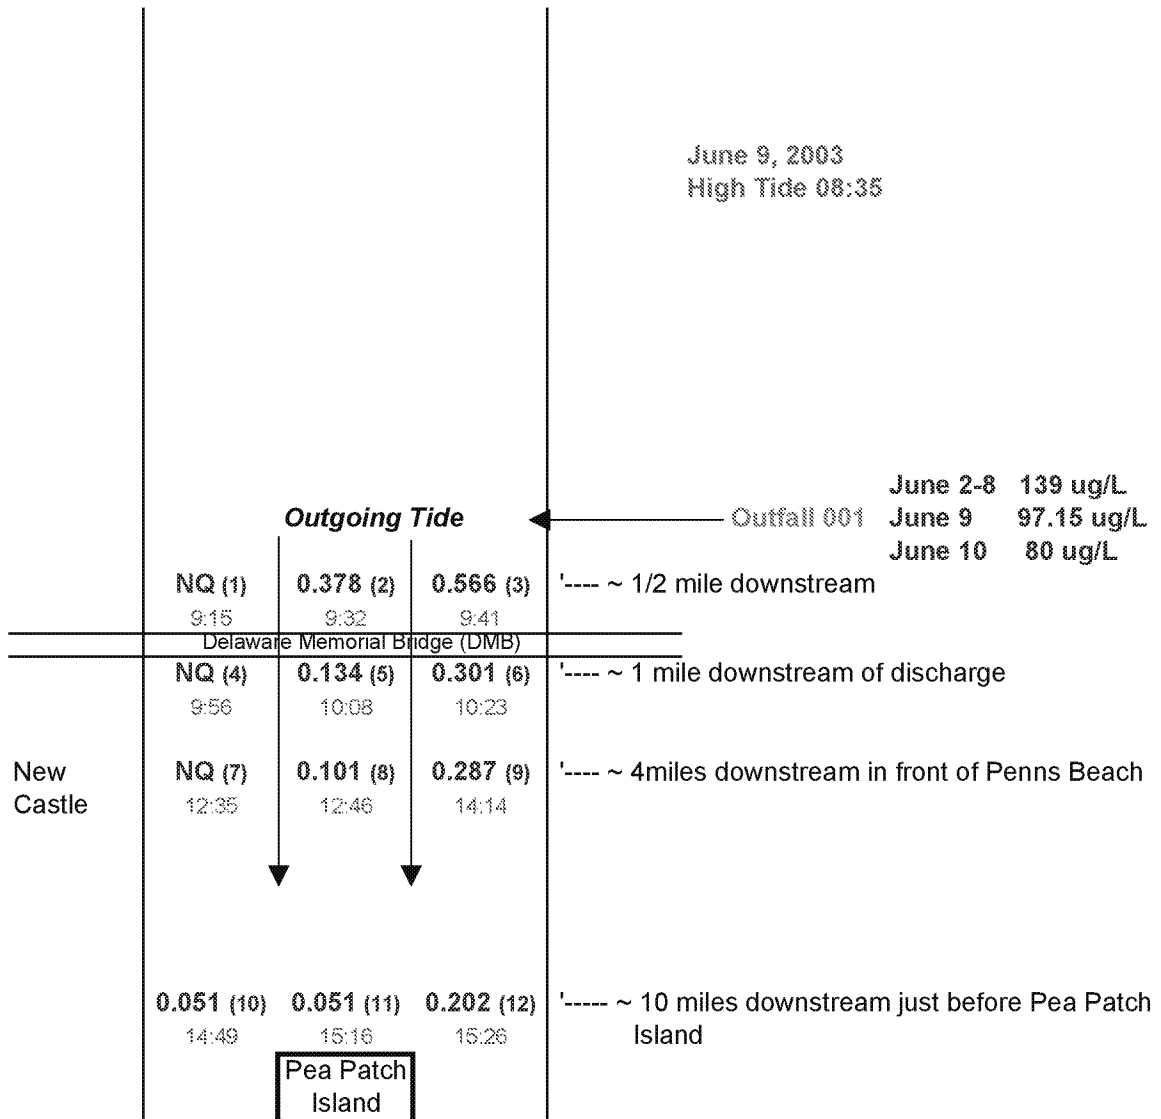 June 9, 2003
High Tide 08:35
June 2-8 139 ug/L
Outgoing Tide Outfall 001 June 9 97.15 ug/L
June 10 80 ug/L
NQ (1) 0.378 (2) 0.566 (3) '---- ~ 1/2 mile downstream
9:15 9:32 9:41
Delaware Memorial Bridge (DMB)
NQ (4) 0.134 (5) 0.301 (6) '---- ~ 1 mile downstream of discharge
9:56 10:08 10:23
New NQ (7) 0.101 (8) 0.287 (9) '---- ~ 4miles downstream in front of Penns Beach
Castle 12:35 12:46 14:14
0.051 (10) 0.051 (11) 0.202 (12) '----- ~ 10 miles downstream just before Pea Patch
14:49 15:16 15:26 Island
Pea Patch
Island